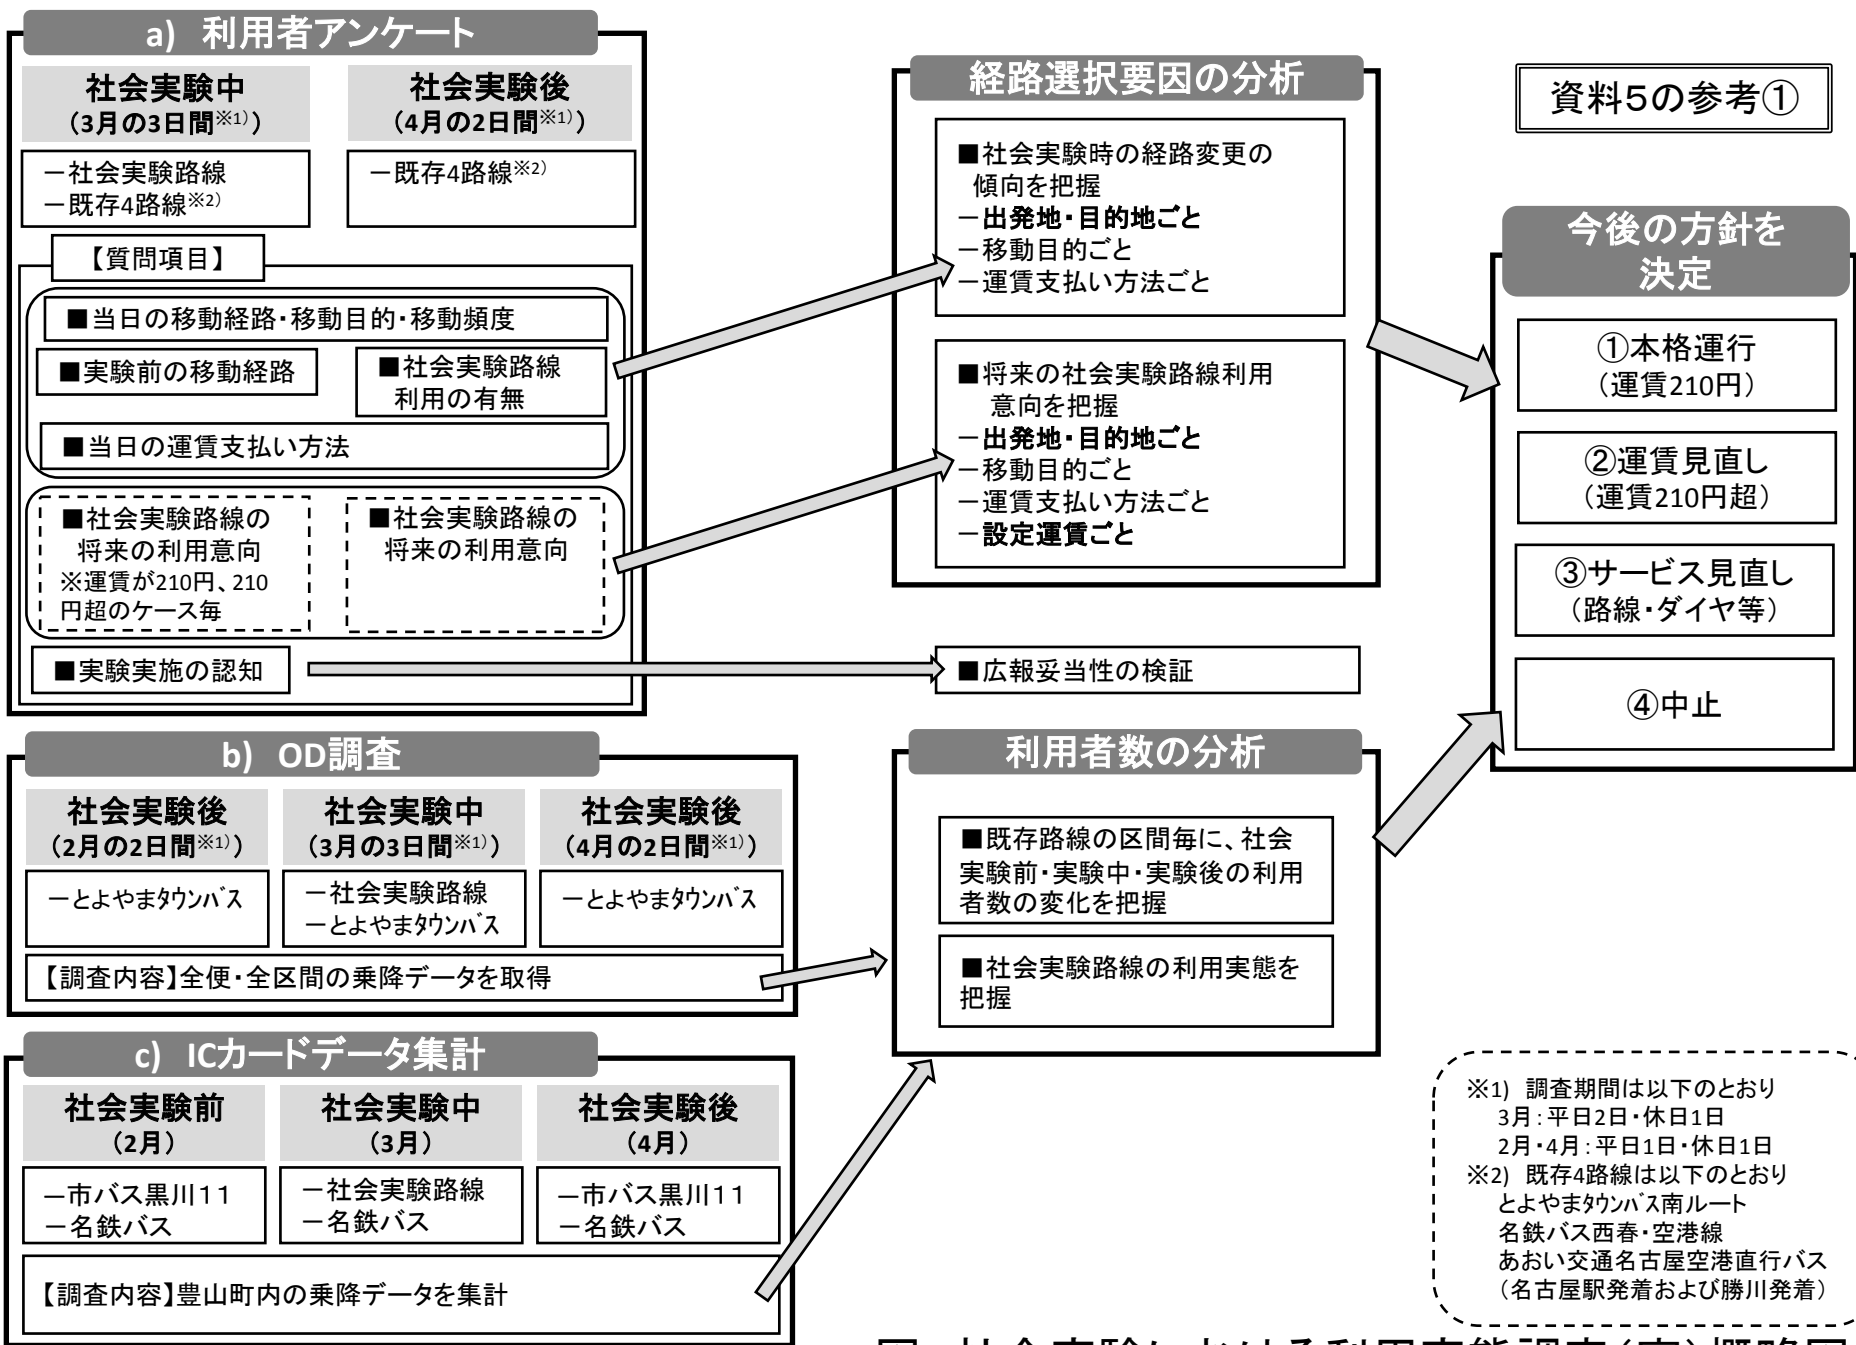 a) 利用者アンケート
社会実験中
（3月の3日間※1)）
社会実験後
（4月の2日間※1)）
－社会実験路線
－既存4路線※2)
－既存4路線※2)
【質問項目】
■当日の移動経路・移動目的・移動頻度
■実験前の移動経路
■社会実験路線
利用の有無
■当日の運賃支払い方法
■社会実験路線の
将来の利用意向
※運賃が210円、210
円超のケース毎
■社会実験路線の
将来の利用意向
■実験実施の認知
b) OD調査
社会実験後
（2月の2日間※1)）
社会実験中
（3月の3日間※1)）
社会実験後
（4月の2日間※1)）
－とよやまﾀｳﾝﾊﾞｽ
－社会実験路線
－とよやまﾀｳﾝﾊﾞｽ
－とよやまﾀｳﾝﾊﾞｽ
【調査内容】全便・全区間の乗降データを取得
c) ICカードデータ集計
社会実験前
（2月）
社会実験中
（3月）
社会実験後
（4月）
－市バス黒川１１
－名鉄バス
－社会実験路線
－名鉄バス
－市バス黒川１１
－名鉄バス
【調査内容】豊山町内の乗降データを集計
経路選択要因の分析
■社会実験時の経路変更の
傾向を把握
－出発地・目的地ごと
－移動目的ごと
－運賃支払い方法ごと
■将来の社会実験路線利用
意向を把握
－出発地・目的地ごと
－移動目的ごと
－運賃支払い方法ごと
－設定運賃ごと
■広報妥当性の検証
利用者数の分析
■既存路線の区間毎に、社会
実験前・実験中・実験後の利用
者数の変化を把握
■社会実験路線の利用実態を
把握
資料５の参考①
今後の方針を
決定
①本格運行
（運賃210円）
②運賃見直し
（運賃210円超）
③サービス見直し
（路線・ダイヤ等）
④中止
※1) 調査期間は以下のとおり
3月：平日2日・休日1日
2月・4月：平日1日・休日1日
※2) 既存4路線は以下のとおり
とよやまﾀｳﾝﾊﾞｽ南ルート
名鉄バス西春・空港線
あおい交通名古屋空港直行バス
（名古屋駅発着および勝川発着）
図 社会実験における利用実態調査（案）概略図